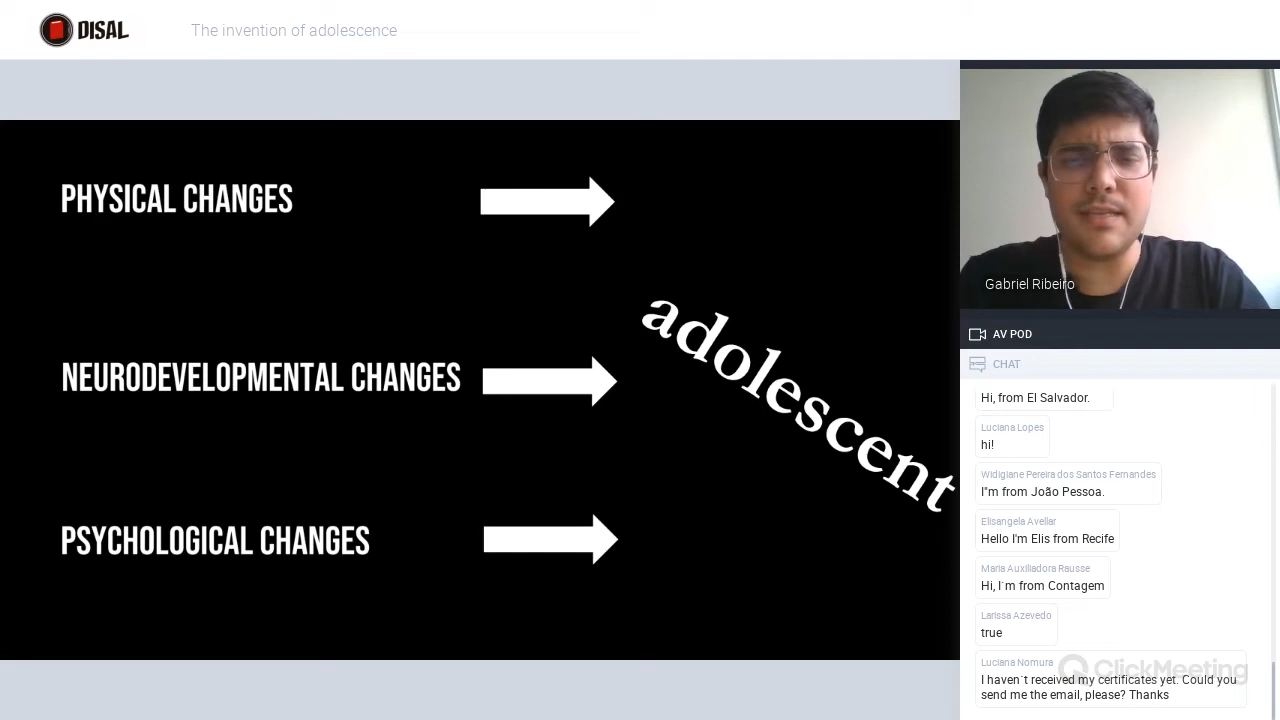 DISAL
The invention of adolescence
PHYSICAL CHANGES
NEURODEVELOPMENTAL CHANGES
PSYCHOLOGICAL CHANGES
adolescent
Gabriel Ribeiro
AV POD
CHAT
Hi, from El Salvador.
Luciana Lopes
hi!
Widigiane Pereira dos Santos Fernandes
I"m from João Pessoa.
Elisangela Avellar
Hello I'm Elis from Recife
Maria Auxiliadora Rausse
Hi, I´m from Contagem
Larissa Azevedo
true
Luciana Nomura
ClickMeeting
I haven´t received my certificates yet. Could you
send me the email, please? Thanks